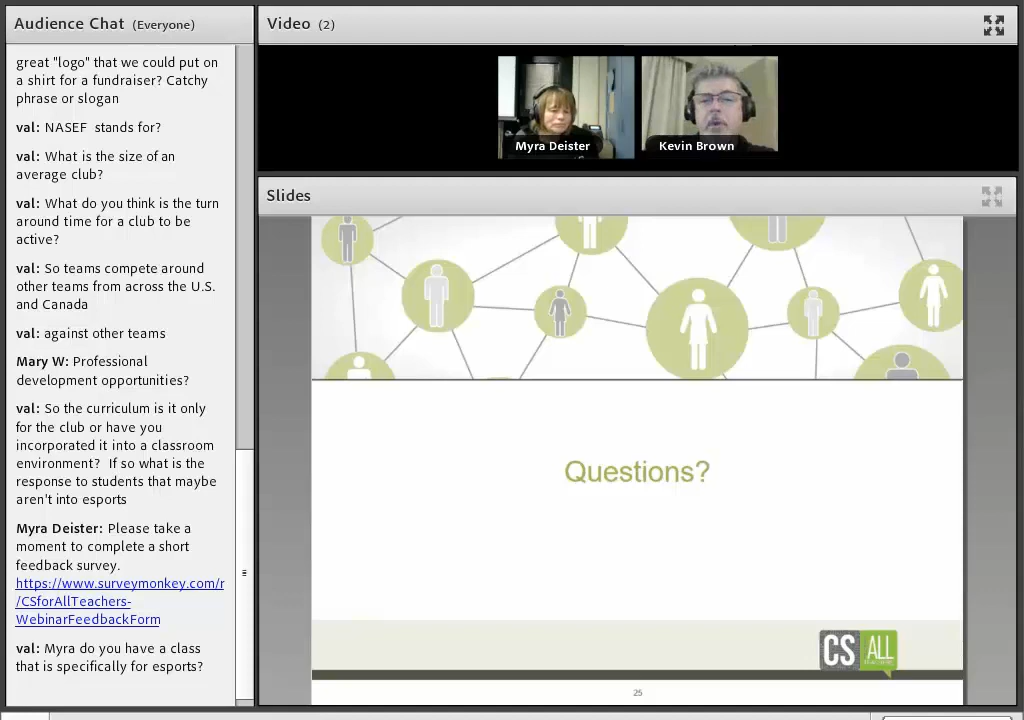 Audience Chat (Everyone)
great "logo" that we could put on
a shirt for a fundraiser? Catchy
phrase or slogan
val: NASEF stands for?
val: What is the size of an
average club?
val: What do you think is the turn
around time for a club to be
active?
val: So teams compete around
other teams from across the U.S.
and Canada
val: against other teams
Mary W: Professional
development opportunities?
val: So the curriculum is it only
for the club or have you
incorporated it into a classroom
environment? If so what is the
response to students that maybe
aren't into esports
Myra Deister: Please take a
moment to complete a short
feedback survey.
https://www.surveymonkey.com/r
/CSforAllTeachers-
WebinarFeedbackForm
val: Myra do you have a class
that is specifically for esports?
Video (2)
Myra Deister
Kevin Brown
Slides
Questions?
CS ALL
25